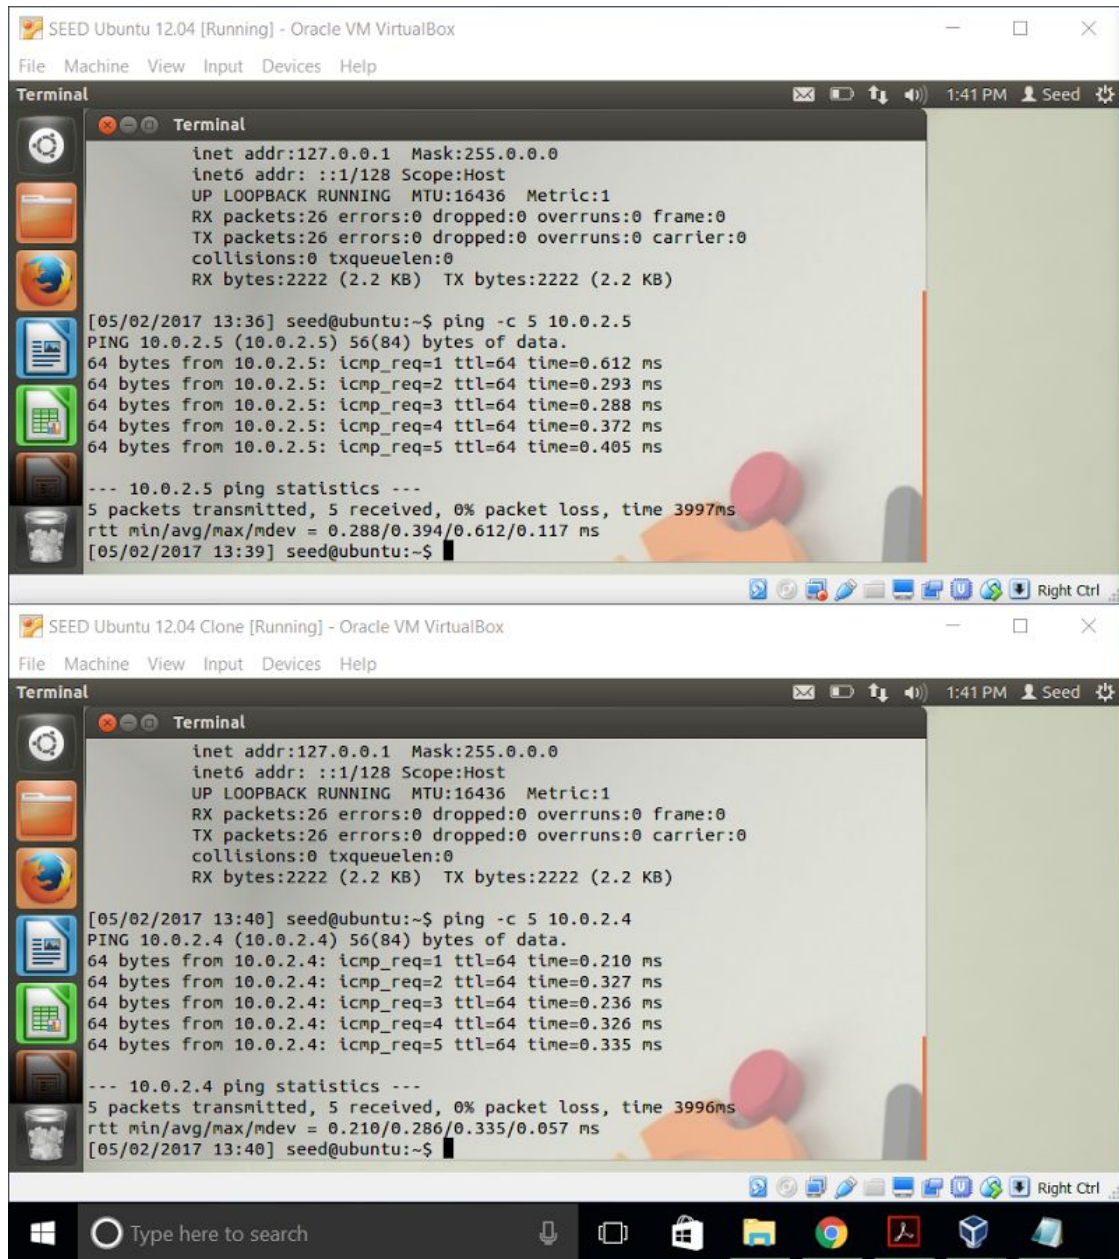 SEED Ubuntu 12.04 [Running] - Oracle VM VirtualBox
File Machine View Input Devices Help
Terminal 1:41 PM Seed
Terminal
inet addr:127.0.0.1 Mask:255.0.0.0
inet6 addr: ::1/128 Scope:Host
UP LOOPBACK RUNNING MTU:16436 Metric:1
RX packets:26 errors:0 dropped:0 overruns:0 frame:0
TX packets:26 errors:0 dropped:0 overruns:0 carrier:0
collisions:0 txqueuelen:0
RX bytes:2222 (2.2 KB) TX bytes:2222 (2.2 KB)
[05/02/2017 13:36] seed@ubuntu:~$ ping -c 5 10.0.2.5
PING 10.0.2.5 (10.0.2.5) 56(84) bytes of data.
64 bytes from 10.0.2.5: icmp_req=1 ttl=64 time=0.612 ms
64 bytes from 10.0.2.5: icmp_req=2 ttl=64 time=0.293 ms
64 bytes from 10.0.2.5: icmp_req=3 ttl=64 time=0.288 ms
64 bytes from 10.0.2.5: icmp_req=4 ttl=64 time=0.372 ms
64 bytes from 10.0.2.5: icmp_req=5 ttl=64 time=0.405 ms
--- 10.0.2.5 ping statistics ---
5 packets transmitted, 5 received, 0% packet loss, time 3997ms
rtt min/avg/max/mdev = 0.288/0.394/0.612/0.117 ms
[05/02/2017 13:39] seed@ubuntu:~$
Right Ctrl
SEED Ubuntu 12.04 Clone [Running] - Oracle VM VirtualBox
File Machine View Input Devices Help
Terminal 1:41 PM Seed
Terminal
inet addr:127.0.0.1 Mask:255.0.0.0
inet6 addr: ::1/128 Scope:Host
UP LOOPBACK RUNNING MTU:16436 Metric:1
RX packets:26 errors:0 dropped:0 overruns:0 frame:0
TX packets:26 errors:0 dropped:0 overruns:0 carrier:0
collisions:0 txqueuelen:0
RX bytes:2222 (2.2 KB) TX bytes:2222 (2.2 KB)
[05/02/2017 13:40] seed@ubuntu:~$ ping -c 5 10.0.2.4
PING 10.0.2.4 (10.0.2.4) 56(84) bytes of data.
64 bytes from 10.0.2.4: icmp_req=1 ttl=64 time=0.210 ms
64 bytes from 10.0.2.4: icmp_req=2 ttl=64 time=0.327 ms
64 bytes from 10.0.2.4: icmp_req=3 ttl=64 time=0.236 ms
64 bytes from 10.0.2.4: icmp_req=4 ttl=64 time=0.326 ms
64 bytes from 10.0.2.4: icmp_req=5 ttl=64 time=0.335 ms
--- 10.0.2.4 ping statistics ---
5 packets transmitted, 5 received, 0% packet loss, time 3996ms
rtt min/avg/max/mdev = 0.210/0.286/0.335/0.057 ms
[05/02/2017 13:40] seed@ubuntu:~$
Right Ctrl
Type here to search